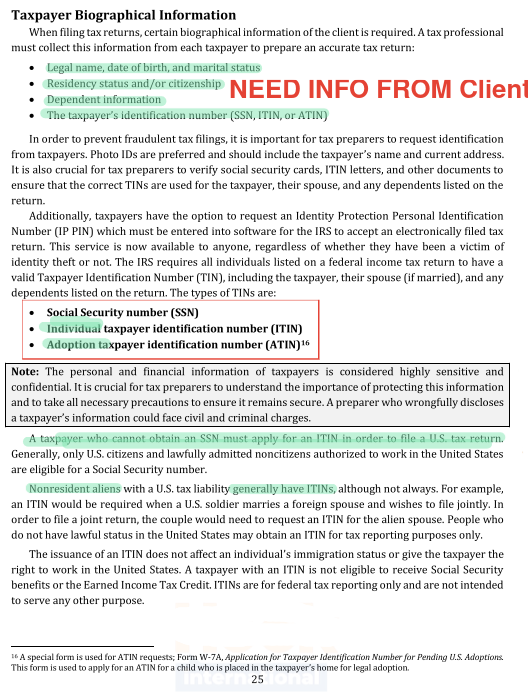 Taxpayer Biographical Information
When filing tax returns, certain biographical information of the client is required. A tax professional
must collect this information from each taxpayer to prepare an accurate tax return:
• Legal name, date of birth, and marital status
• Residency status and/or citizenship
NEED INFO FROM Client
• Dependent information
• The taxpayer's identification number (SSN, ITIN, or ATIN)
In order to prevent fraudulent tax filings, it is important for tax preparers to request identification
from taxpayers. Photo IDs are preferred and should include the taxpayer's name and current address.
It is also crucial for tax preparers to verify social security cards, ITIN letters, and other documents to
ensure that the correct TINs are used for the taxpayer, their spouse, and any dependents listed on the
return.
Additionally, taxpayers have the option to request an Identity Protection Personal Identification
Number (IP PIN) which must be entered into software for the IRS to accept an electronically filed tax
return. This service is now available to anyone, regardless of whether they have been a victim of
identity theft or not. The IRS requires all individuals listed on a federal income tax return to have a
valid Taxpayer Identification Number (TIN), including the taxpayer, their spouse (if married), and any
dependents listed on the return. The types of TINs are:
• Social Security number (SSN)
• Individual taxpayer identification number (ITIN)
• Adoption taxpayer identification number (ATIN)¹⁶
Note: The personal and financial information of taxpayers is considered highly sensitive and
confidential. It is crucial for tax preparers to understand the importance of protecting this information
and to take all necessary precautions to ensure it remains secure. A preparer who wrongfully discloses
a taxpayer's information could face civil and criminal charges.
A taxpayer who cannot obtain an SSN must apply for an ITIN in order to file a U.S. tax return.
Generally, only U.S. citizens and lawfully admitted noncitizens authorized to work in the United States
are eligible for a Social Security number.
Nonresident aliens with a U.S. tax liability generally have ITINs, although not always. For example,
an ITIN would be required when a U.S. soldier marries a foreign spouse and wishes to file jointly. In
order to file a joint return, the couple would need to request an ITIN for the alien spouse. People who
do not have lawful status in the United States may obtain an ITIN for tax reporting purposes only.
The issuance of an ITIN does not affect an individual's immigration status or give the taxpayer the
right to work in the United States. A taxpayer with an ITIN is not eligible to receive Social Security
benefits or the Earned Income Tax Credit. ITINs are for federal tax reporting only and are not intended
to serve any other purpose.
¹⁶ A special form is used for ATIN requests; Form W-7A, Application for Taxpayer Identification Number for Pending U.S. Adoptions.
This form is used to apply for an ATIN for a child who is placed in the taxpayer's home for legal adoption.
25
International